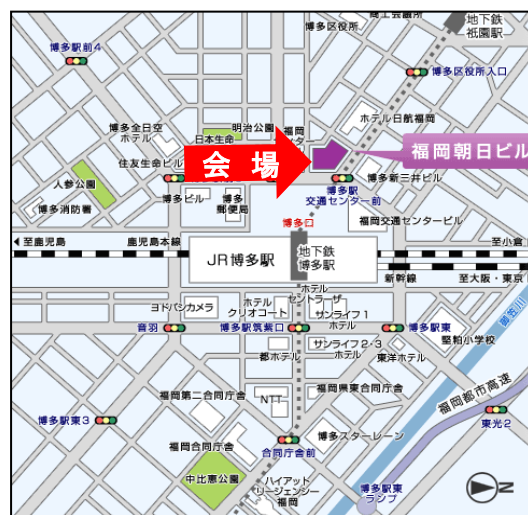 商工会議所
地下鉄
祇園駅
博多区役所
博多駅前4
博多区役所入口
ホテル日航福岡
博多全日空
ホテル
明治公園
福岡
日本生命
住友生命ビル
会場
福岡朝日ビル
人参公園
博多消防署
博多ビル
博多
郵便局
博多駅
交通センター前
博多新三井ビル
福岡交通センタービル
博多口
至鹿児島
鹿児島本線
JR博多駅
地下鉄
博多駅
至小倉
新幹線
至大阪・東京
ヨドバシカメラ
ホテル
クリオコート
ホテル
セントラーザ
サンライフ1
ホテル
御笠川
音羽
博多駅筑紫口
博多駅東
都ホテル
サンライフ2・3
ホテル
東洋ホテル
堅粕小学校
福岡第二合同庁舎
NTT
福岡県東合同庁舎
福岡都市高速
博多駅東3
東光2
福岡合同庁舎
合同庁舎前
博多スターレーン
中比恵公園
ハイアット
リージェンシー
福岡
博多駅東
ランプ
N